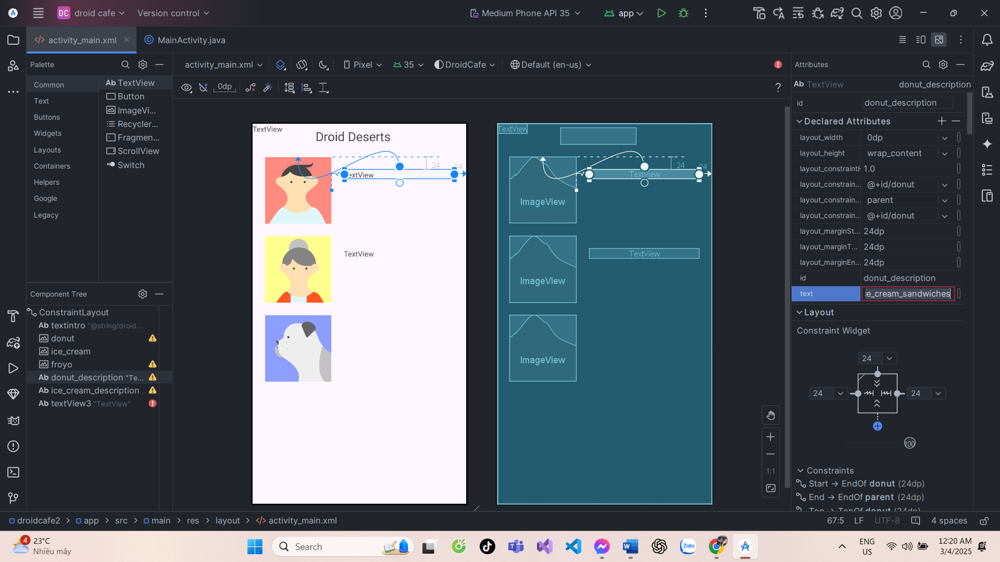 DC droid cafe Version control Medium Phone API 35 app
activity_main.xml MainActivity.java
Palette
Common
Text
Buttons
Widgets
Layouts
Containers
Helpers
Google
Legacy
Ab TextView
Button
ImageVi...
Recycler...
Fragmen...
ScrollView
Switch
activity_main.xml Pixel 35 DroidCafe Default (en-us)
0dp
?
TextView
Droid Deserts
24
24
TextView
TextView
TextView
24
24
TextView
ImageView
TextView
ImageView
ImageView
1:1
Component Tree
ConstraintLayout
Ab textintro "@string/droid...
donut
ice_cream
froyo
Ab donut_description "Te...
Ab ice_cream_description ..
Ab textView3 "TextView"
Attributes
Ab TextView donut_description
id donut_description
Declared Attributes
layout_width 0dp
layout_height wrap_content
layout_constraintH 1.0
layout_constrain... @+id/donut
layout_constrain... parent
layout_constrain... @+id/donut
layout_marginSt... 24dp
layout_marginT... 24dp
layout_marginEn... 24dp
id donut_description
text ce_cream_sandwiches
Layout
Constraint Widget
24
24 24
100
Constraints
Start → EndOf donut (24dp)
End → EndOf parent (24dp)
Top → TopOf donut (24dp)
droidcafe2 > app > src > main > res > layout > activity_main.xml 67:5 LF UTF-8 4 spaces
4
23°C
Nhiều mây
Search
Zalo
ENG
US
12:20 AM
3/4/2025